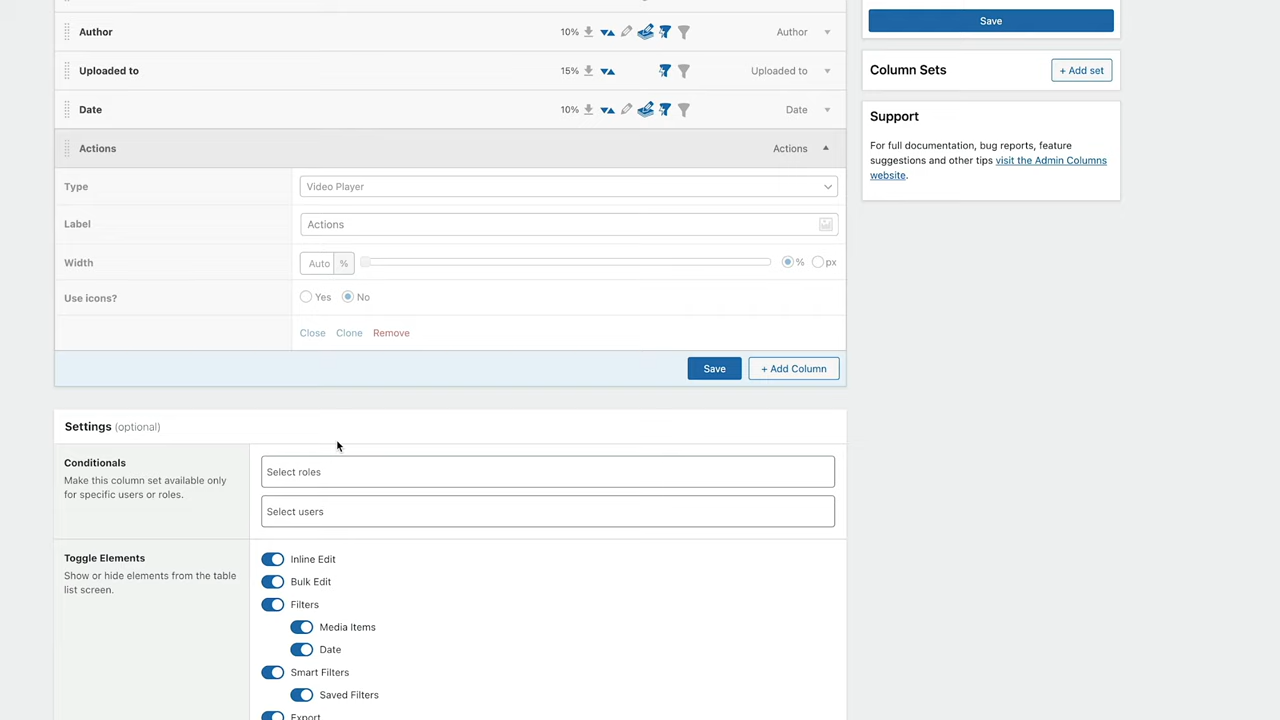 Author 10% Author
Save
Uploaded to 15% Uploaded to
Column Sets + Add set
Date 10% Date
Support
For full documentation, bug reports, feature
suggestions and other tips visit the Admin Columns
website.
Actions Actions
Type Video Player
Label Actions
Width Auto % % px
Use icons? Yes No
Close Clone Remove
Save + Add Column
Settings (optional)
Conditionals
Make this column set available only
for specific users or roles.
Select roles
Select users
Toggle Elements
Show or hide elements from the table
list screen.
Inline Edit
Bulk Edit
Filters
Media Items
Date
Smart Filters
Saved Filters
Export